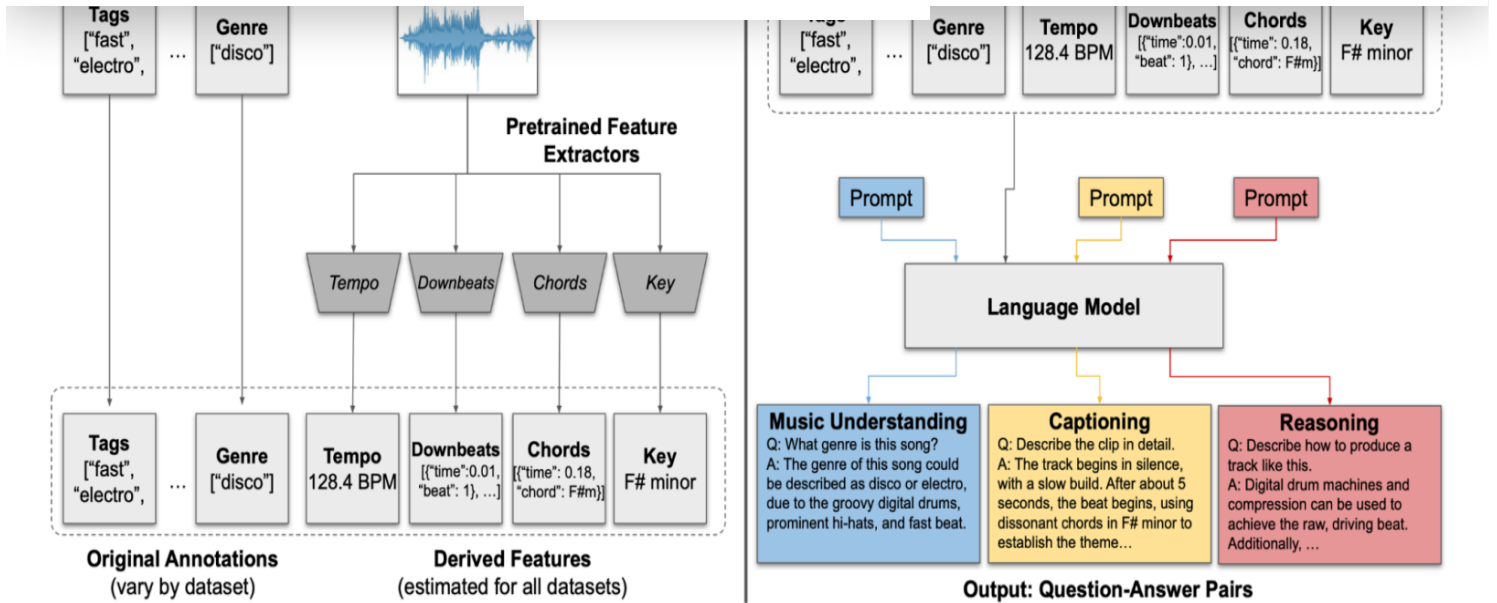 Tags
["fast",
"electro",
...
Genre
["disco"]
Pretrained Feature
Extractors
Tempo
Downbeats
Chords
Key
Tags
["fast",
"electro",
...
Genre
["disco"]
Tempo
128.4 BPM
Downbeats
[{"time":0.01,
"beat": 1}, ...]
Chords
[{"time": 0.18,
"chord": F#m}]
Key
F# minor
Original Annotations
(vary by dataset)
Derived Features
(estimated for all datasets)
Tags
["fast",
"electro",
...
Genre
["disco"]
Tempo
128.4 BPM
Downbeats
[{"time":0.01,
"beat": 1}, ...]
Chords
[{"time": 0.18,
"chord": F#m}]
Key
F# minor
Prompt
Prompt
Prompt
Language Model
Music Understanding
Q: What genre is this song?
A: The genre of this song could
be described as disco or electro,
due to the groovy digital drums,
prominent hi-hats, and fast beat.
Captioning
Q: Describe the clip in detail.
A: The track begins in silence,
with a slow build. After about 5
seconds, the beat begins, using
dissonant chords in F# minor to
establish the theme...
Reasoning
Q: Describe how to produce a
track like this.
A: Digital drum machines and
compression can be used to
achieve the raw, driving beat.
Additionally, ...
Output: Question-Answer Pairs